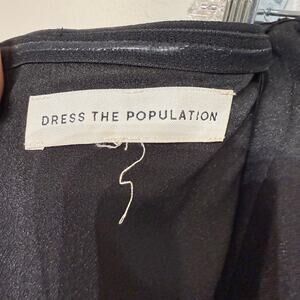 DRESS THE POPULATION